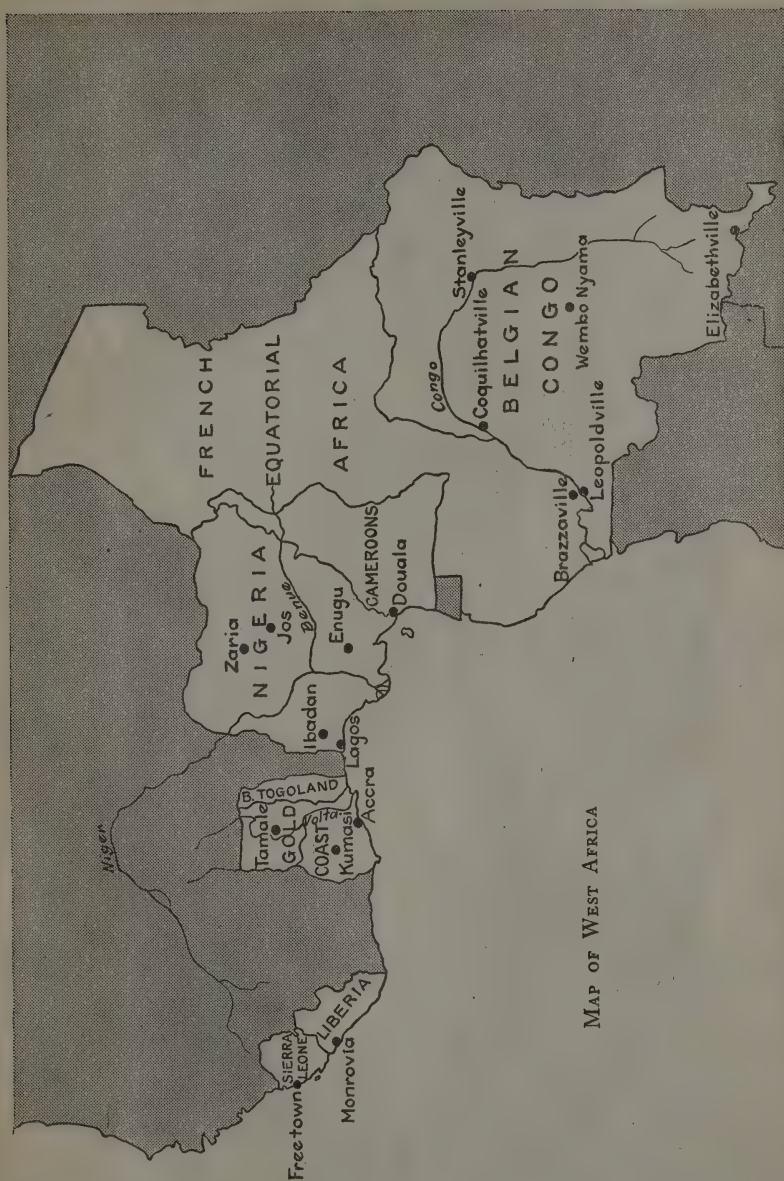 MAP OF WEST AFRICA
Niger
Freetown
SIERRA
LEONE
LIBERIA
Monrovia
B. TOGOLAND
Tamale
GOLD
Volta
COAST
Kumasi
Accra
Zaria
NIGERIA
Jos
Benue
Ibadan
Lagos
Enugu
CAMEROONS
Douala
FRENCH
EQUATORIAL
AFRICA
Congo
Stanleyville
Coquilhatville
BELGIAN
CONGO
Wembo Nyama
Brazzaville
Leopoldville
Elizabethville